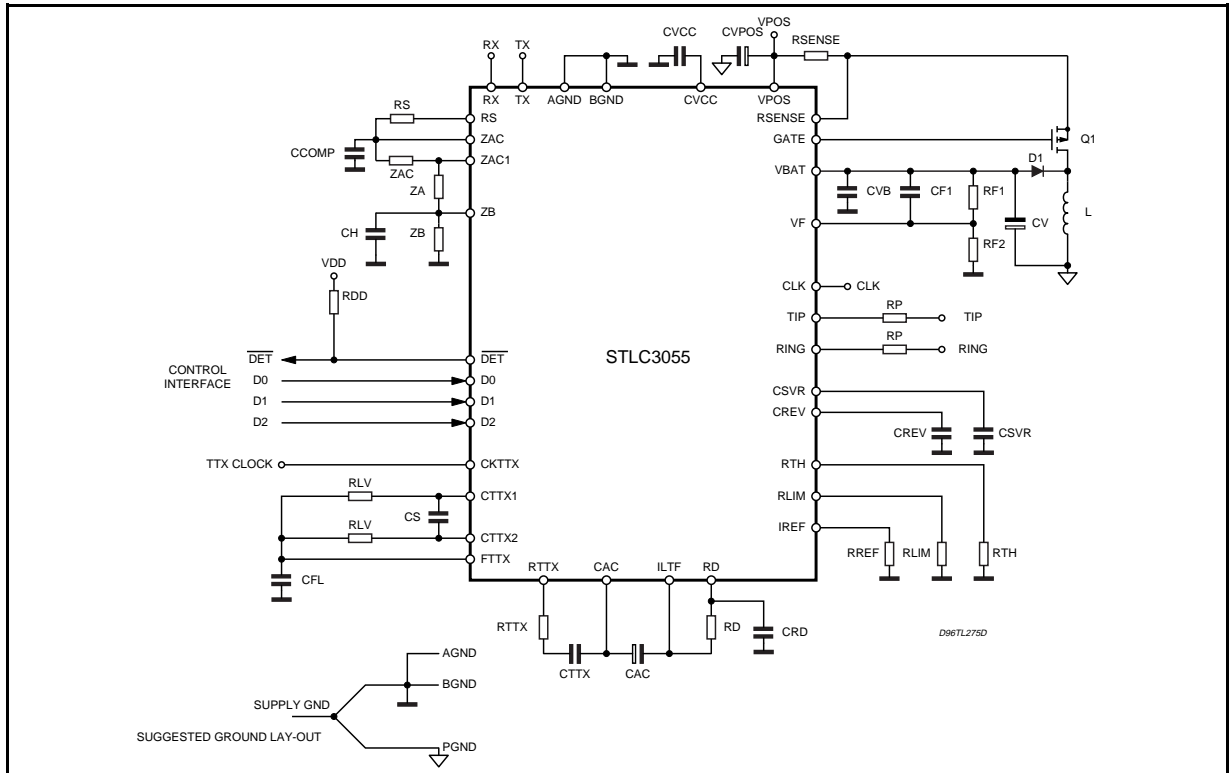 VPOS
CVCC CVPOS RSENSE
RX TX
RX TX AGND BGND CVCC VPOS
RS RS RSENSE
CCOMP ZAC GATE Q1
ZAC ZAC1 VBAT D1
ZA CVB CF1 RF1
CH ZB ZB VF CV L
RF2
VDD
RDD CLK CLK
TIP RP TIP
STLC3055
RING RP RING
DET DET
CONTROL
INTERFACE
D0 D0
D1 D1
D2 D2
CSVR
CREV CREV CSVR
TTX CLOCK CKTTX RTH
RLV CTTX1 RLIM
CS
RLV CTTX2 IREF
FTTX
CFL RREF RLIM RTH
RTTX CAC ILTF RD
RTTX RD CRD
CTTX CAC
D96TL275D
AGND
BGND
SUPPLY GND
SUGGESTED GROUND LAY-OUT
PGND